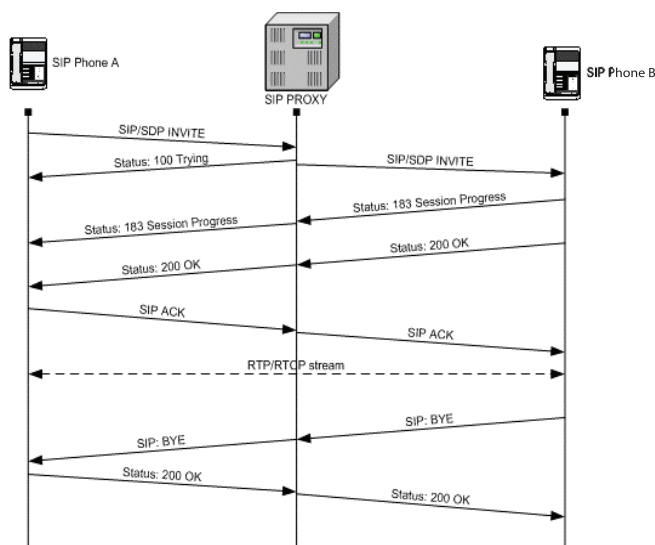 SIP Phone A
SIP PROXY
SIP Phone B
SIP/SDP INVITE
Status: 100 Trying
SIP/SDP INVITE
Status: 183 Session Progress
Status: 183 Session Progress
Status: 200 OK
Status: 200 OK
SIP ACK
SIP ACK
RTP/RTCP stream
SIP: BYE
SIP: BYE
Status: 200 OK
Status: 200 OK